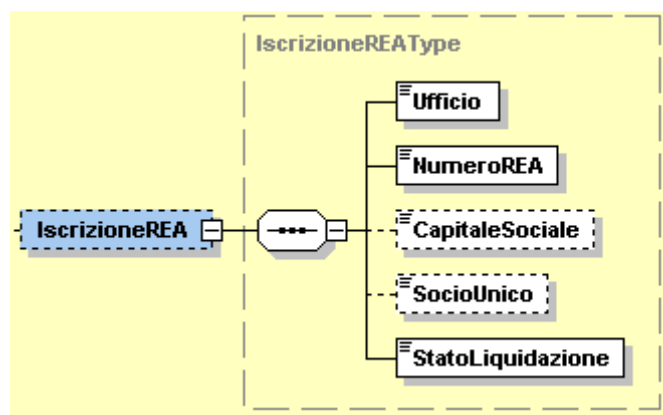 IscrizioneREAType
Ufficio
NumeroREA
IscrizioneREA
CapitaleSociale
SocioUnico
StatoLiquidazione